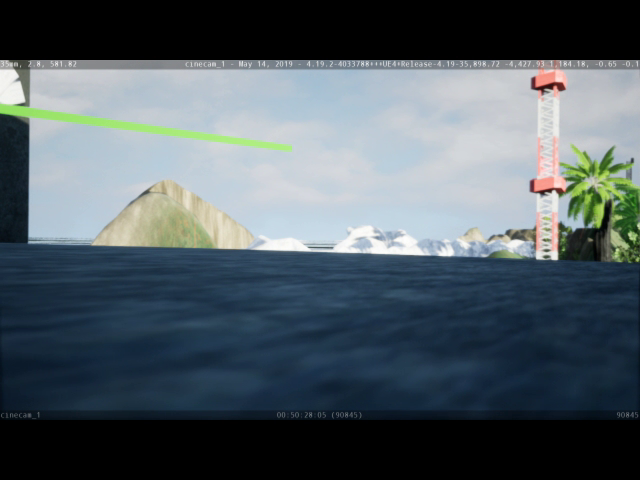 35mm, 2.0, 501.02 cinecam_1 - May 14, 2019 - 4.19.2-4033788+++UE4+Release-4.19-35,898.72 -4,427.93 1,184.18, -0.65 -0.1
cinecam_1 00:50:28:05 (90845) 90845